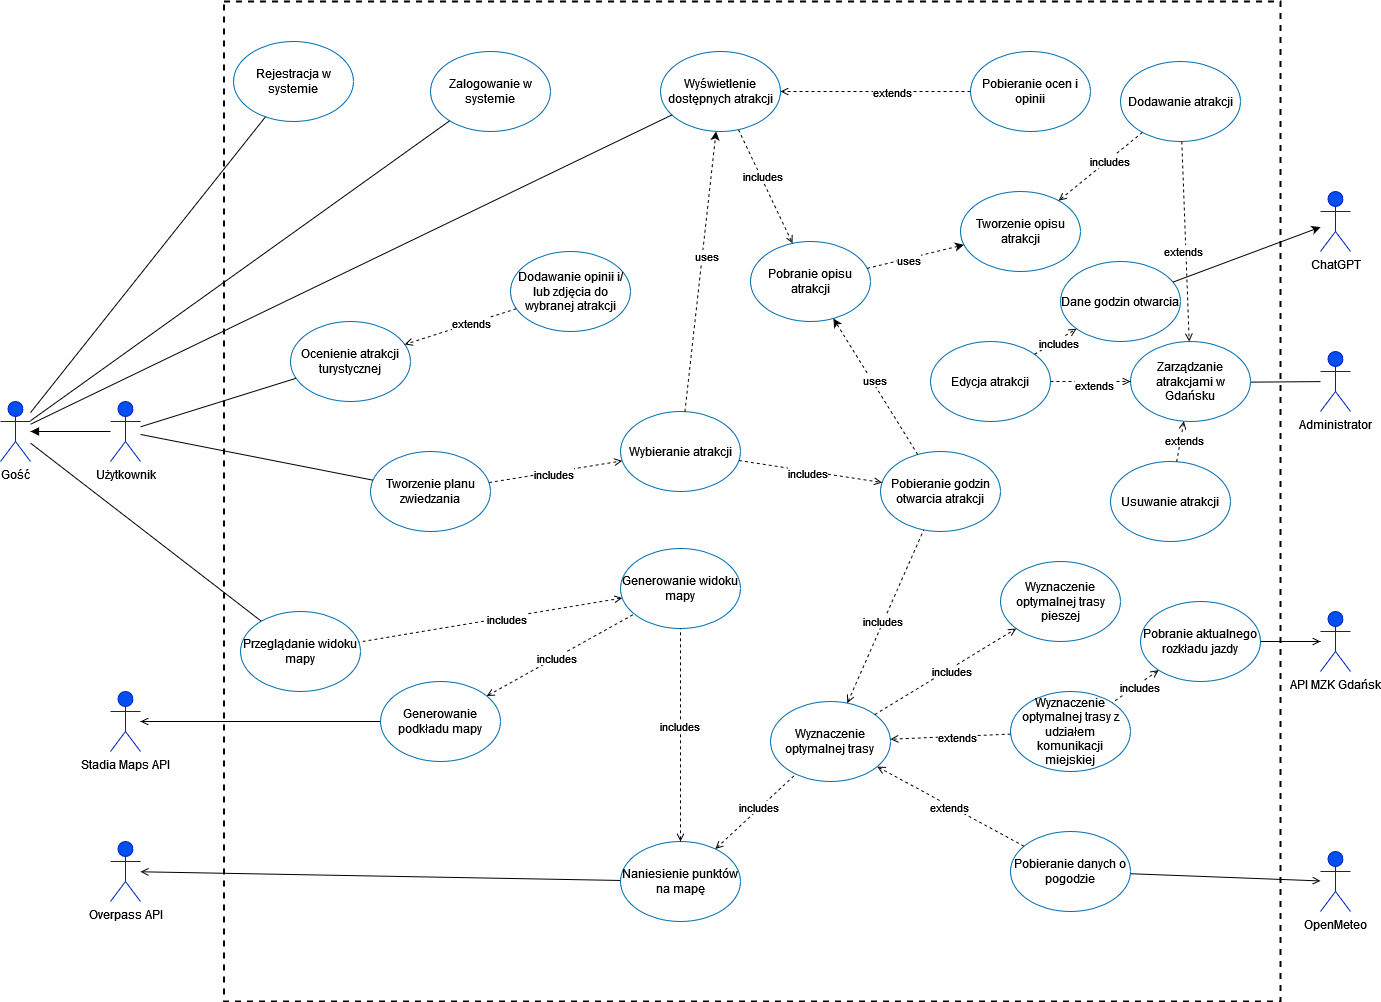 Rejestracja w
systemie
Zalogowanie w
systemie
Wyświetlenie
dostępnych atrakcji
extends
Pobieranie ocen i
opinii
Dodawanie atrakcji
includes
includes
Tworzenie opisu
atrakcji
ChatGPT
uses
Pobranie opisu
atrakcji
uses
extends
Dodawanie opinii i/
lub zdjęcia do
wybranej atrakcji
extends
Dane godzin otwarcia
Ocenienie atrakcji
turystycznej
includes
uses
Edycja atrakcji
extends
Zarządzanie
atrakcjami w
Gdańsku
Administrator
Gość
Użytkownik
Wybieranie atrakcji
extends
includes
includes
Tworzenie planu
zwiedzania
Pobieranie godzin
otwarcia atrakcji
Usuwanie atrakcji
Generowanie widoku
mapy
Wyznaczenie
optymalnej trasy
pieszej
includes
includes
Przeglądanie widoku
mapy
Pobranie aktualnego
rozkładu jazdy
API MZK Gdańsk
includes
includes
includes
Generowanie
podkładu mapy
includes
Wyznaczenie
optymalnej trasy
extends
Wyznaczenie
optymalnej trasy z
udziałem
komunikacji
miejskiej
Stadia Maps API
includes
extends
Naniesienie punktów
na mapę
Pobieranie danych o
pogodzie
Overpass API
OpenMeteo